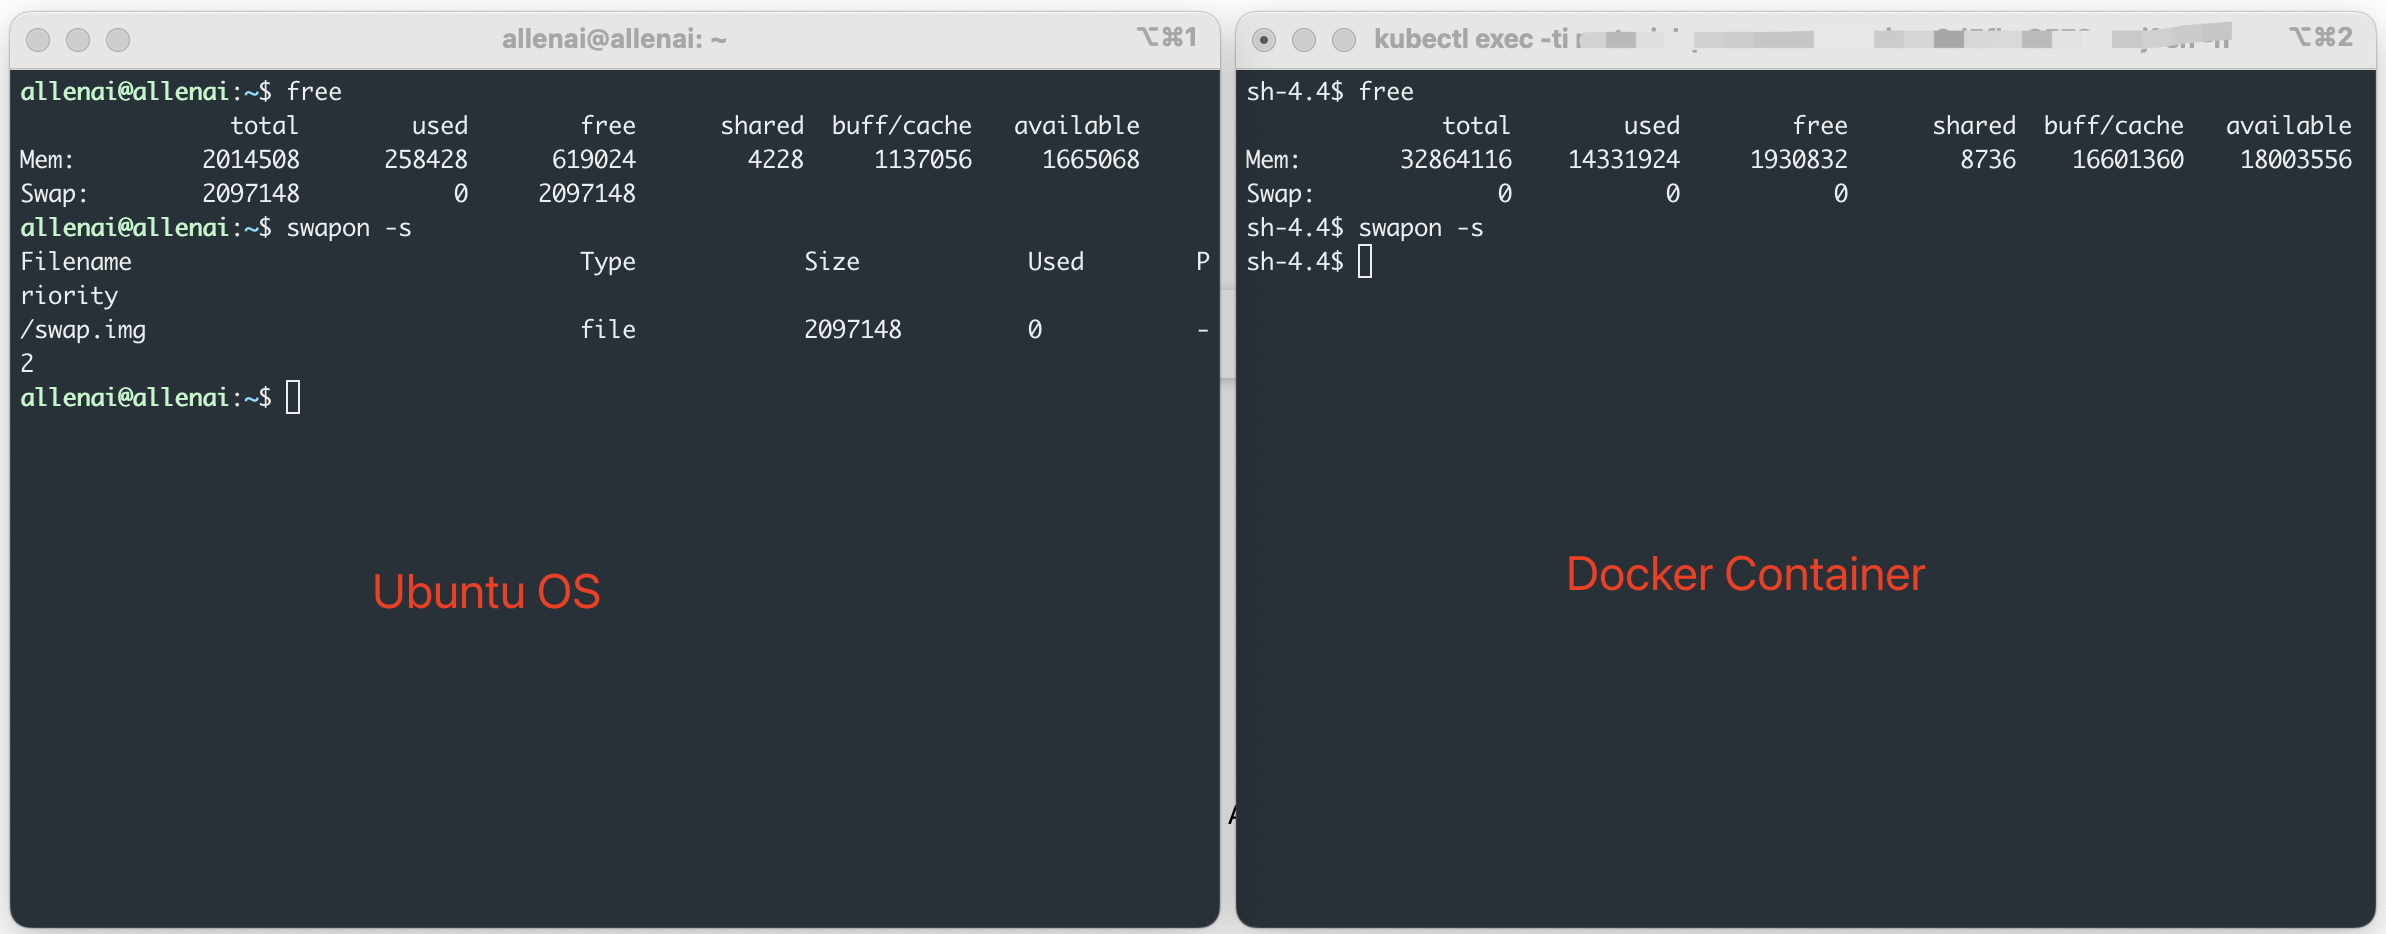 allenai@allenai: ~
⌥⌘1
allenai@allenai:~$ free
total used free shared buff/cache available
Mem: 2014508 258428 619024 4228 1137056 1665068
Swap: 2097148 0 2097148
allenai@allenai:~$ swapon -s
Filename Type Size Used P
riority
/swap.img file 2097148 0 -
2
allenai@allenai:~$
Ubuntu OS
kubectl exec -ti
⌥⌘2
sh-4.4$ free
total used free shared buff/cache available
Mem: 32864116 14331924 1930832 8736 16601360 18003556
Swap: 0 0 0
sh-4.4$ swapon -s
sh-4.4$
Docker Container